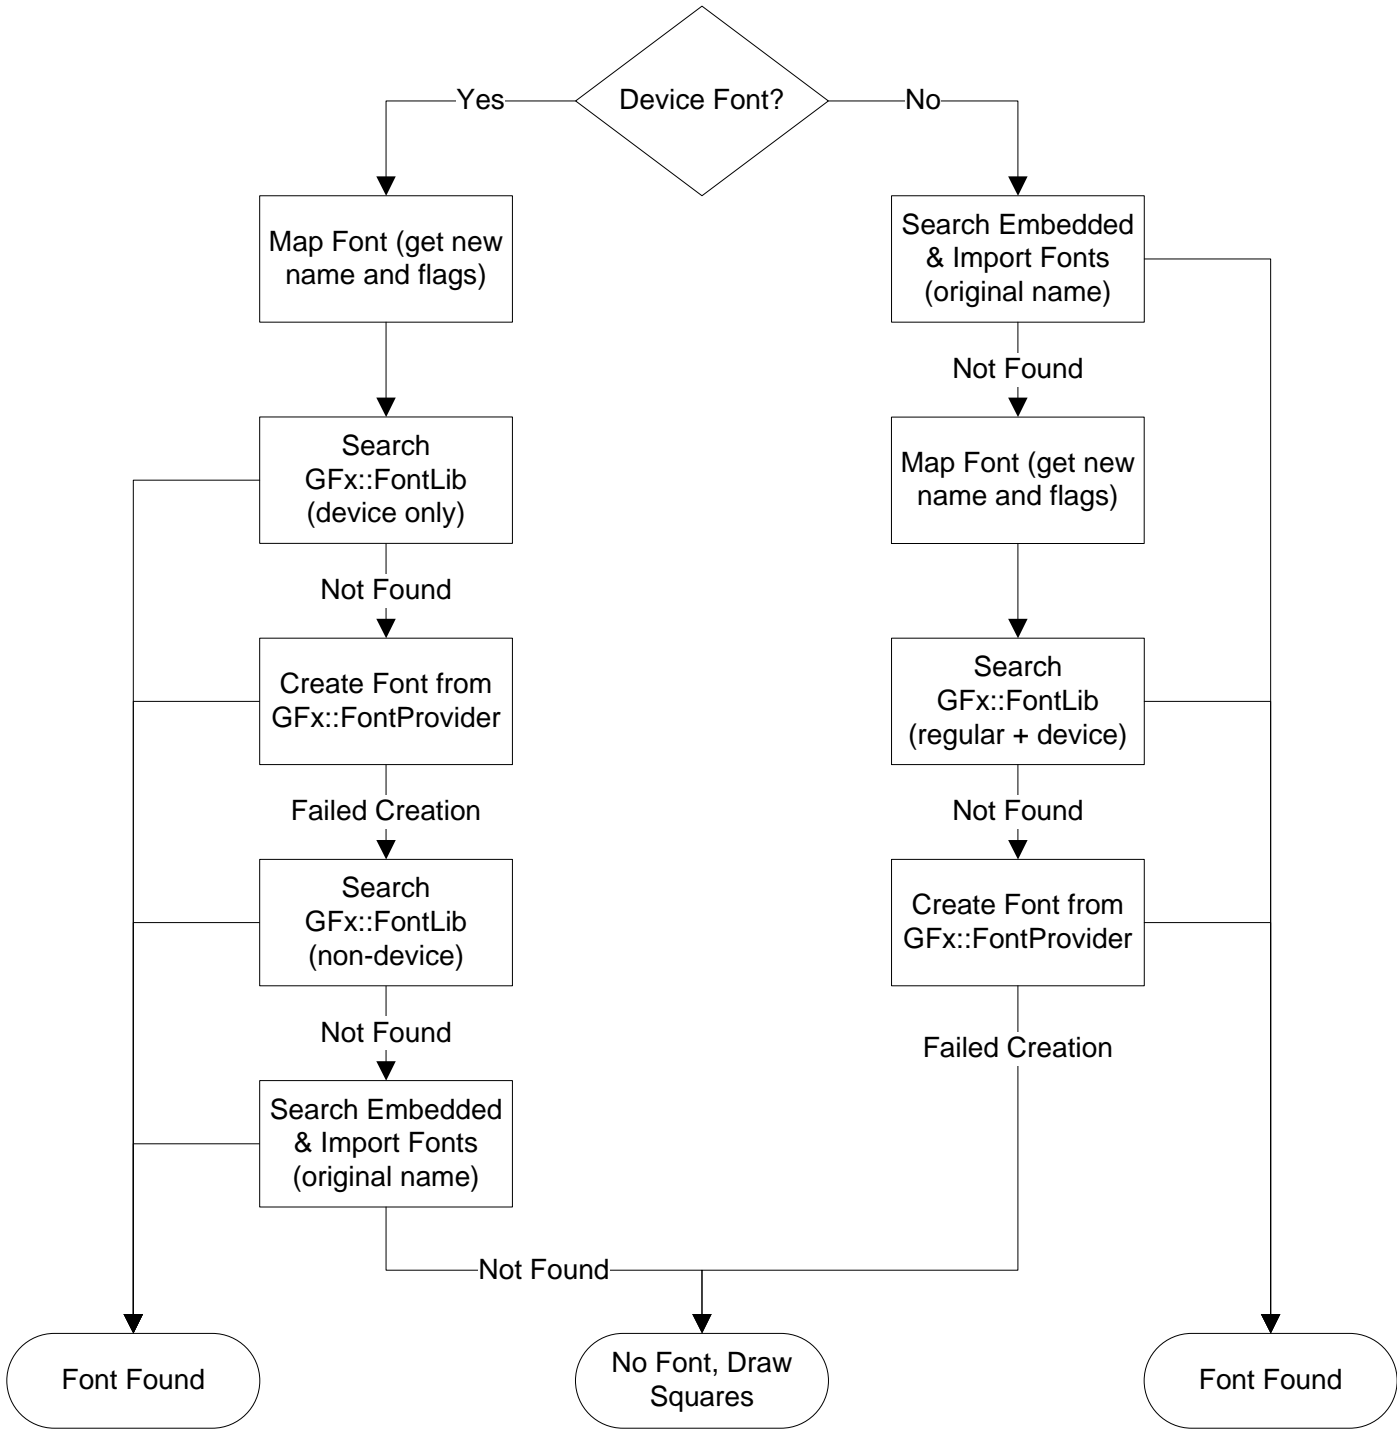 Device Font?
Yes
No
Map Font (get new
name and flags)
Search
GFx::FontLib
(device only)
Not Found
Create Font from
GFx::FontProvider
Failed Creation
Search
GFx::FontLib
(non-device)
Not Found
Search Embedded
& Import Fonts
(original name)
Not Found
Font Found
Search Embedded
& Import Fonts
(original name)
Not Found
Map Font (get new
name and flags)
Search
GFx::FontLib
(regular + device)
Not Found
Create Font from
GFx::FontProvider
Failed Creation
No Font, Draw
Squares
Font Found